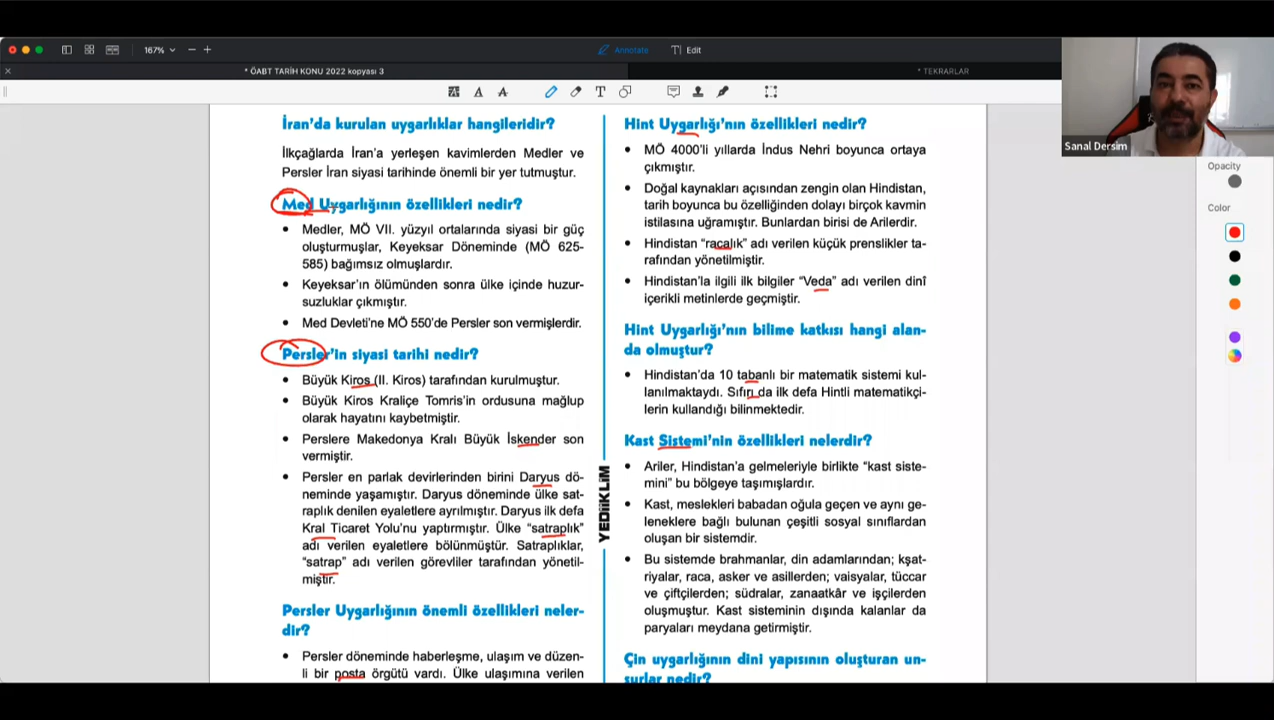 167%
Annotate
Edit
* ÖABT TARİH KONU 2022 kopyası 3
* TEKRARLAR
Sanal Dersim
Opacity
Color
İran’da kurulan uygarlıklar hangileridir?
İlkçağlarda İran’a yerleşen kavimlerden Medler ve
Persler İran siyasi tarihinde önemli bir yer tutmuştur.
Med Uygarlığının özellikleri nedir?
• Medler, MÖ VII. yüzyıl ortalarında siyasi bir güç
oluşturmuşlar, Keyeksar Döneminde (MÖ 625-
585) bağımsız olmuşlardır.
• Keyeksar’ın ölümünden sonra ülke içinde huzur-
suzluklar çıkmıştır.
• Med Devleti’ne MÖ 550’de Persler son vermişlerdir.
Persler’in siyasi tarihi nedir?
• Büyük Kiros (II. Kiros) tarafından kurulmuştur.
• Büyük Kiros Kraliçe Tomris’in ordusuna mağlup
olarak hayatını kaybetmiştir.
• Perslere Makedonya Kralı Büyük İskender son
vermiştir.
• Persler en parlak devirlerinden birini Daryus dö-
neminde yaşamıştır. Daryus döneminde ülke sat-
raplık denilen eyaletlere ayrılmıştır. Daryus ilk defa
Kral Ticaret Yolu’nu yaptırmıştır. Ülke “satraplık”
adı verilen eyaletlere bölünmüştür. Satraplıklar,
“satrap” adı verilen görevliler tarafından yönetil-
miştir.
Persler Uygarlığının önemli özellikleri neler-
dir?
• Persler döneminde haberleşme, ulaşım ve düzen-
li bir posta örgütü vardı. Ülke ulaşımına verilen
YEDİİKLİM
Hint Uygarlığı’nın özellikleri nedir?
• MÖ 4000’li yıllarda İndus Nehri boyunca ortaya
çıkmıştır.
• Doğal kaynakları açısından zengin olan Hindistan,
tarih boyunca bu özelliğinden dolayı birçok kavmin
istilasına uğramıştır. Bunlardan birisi de Arilerdir.
• Hindistan “racalık” adı verilen küçük prenslikler ta-
rafından yönetilmiştir.
• Hindistan’la ilgili ilk bilgiler “Veda” adı verilen dinî
içerikli metinlerde geçmiştir.
Hint Uygarlığı’nın bilime katkısı hangi alan-
da olmuştur?
• Hindistan’da 10 tabanlı bir matematik sistemi kul-
lanılmaktaydı. Sıfırı da ilk defa Hintli matematikçi-
lerin kullandığı bilinmektedir.
Kast Sistemi’nin özellikleri nelerdir?
• Ariler, Hindistan’a gelmeleriyle birlikte “kast siste-
mini” bu bölgeye taşımışlardır.
• Kast, meslekleri babadan oğula geçen ve aynı ge-
leneklere bağlı bulunan çeşitli sosyal sınıflardan
oluşan bir sistemdir.
• Bu sistemde brahmanlar, din adamlarından; kşat-
riyalar, raca, asker ve asillerden; vaisyalar, tüccar
ve çiftçilerden; südralar, zanaatkâr ve işçilerden
oluşmuştur. Kast sisteminin dışında kalanlar da
paryaları meydana getirmiştir.
Çin uygarlığının dini yapısının oluşturan un-
surlar nedir?